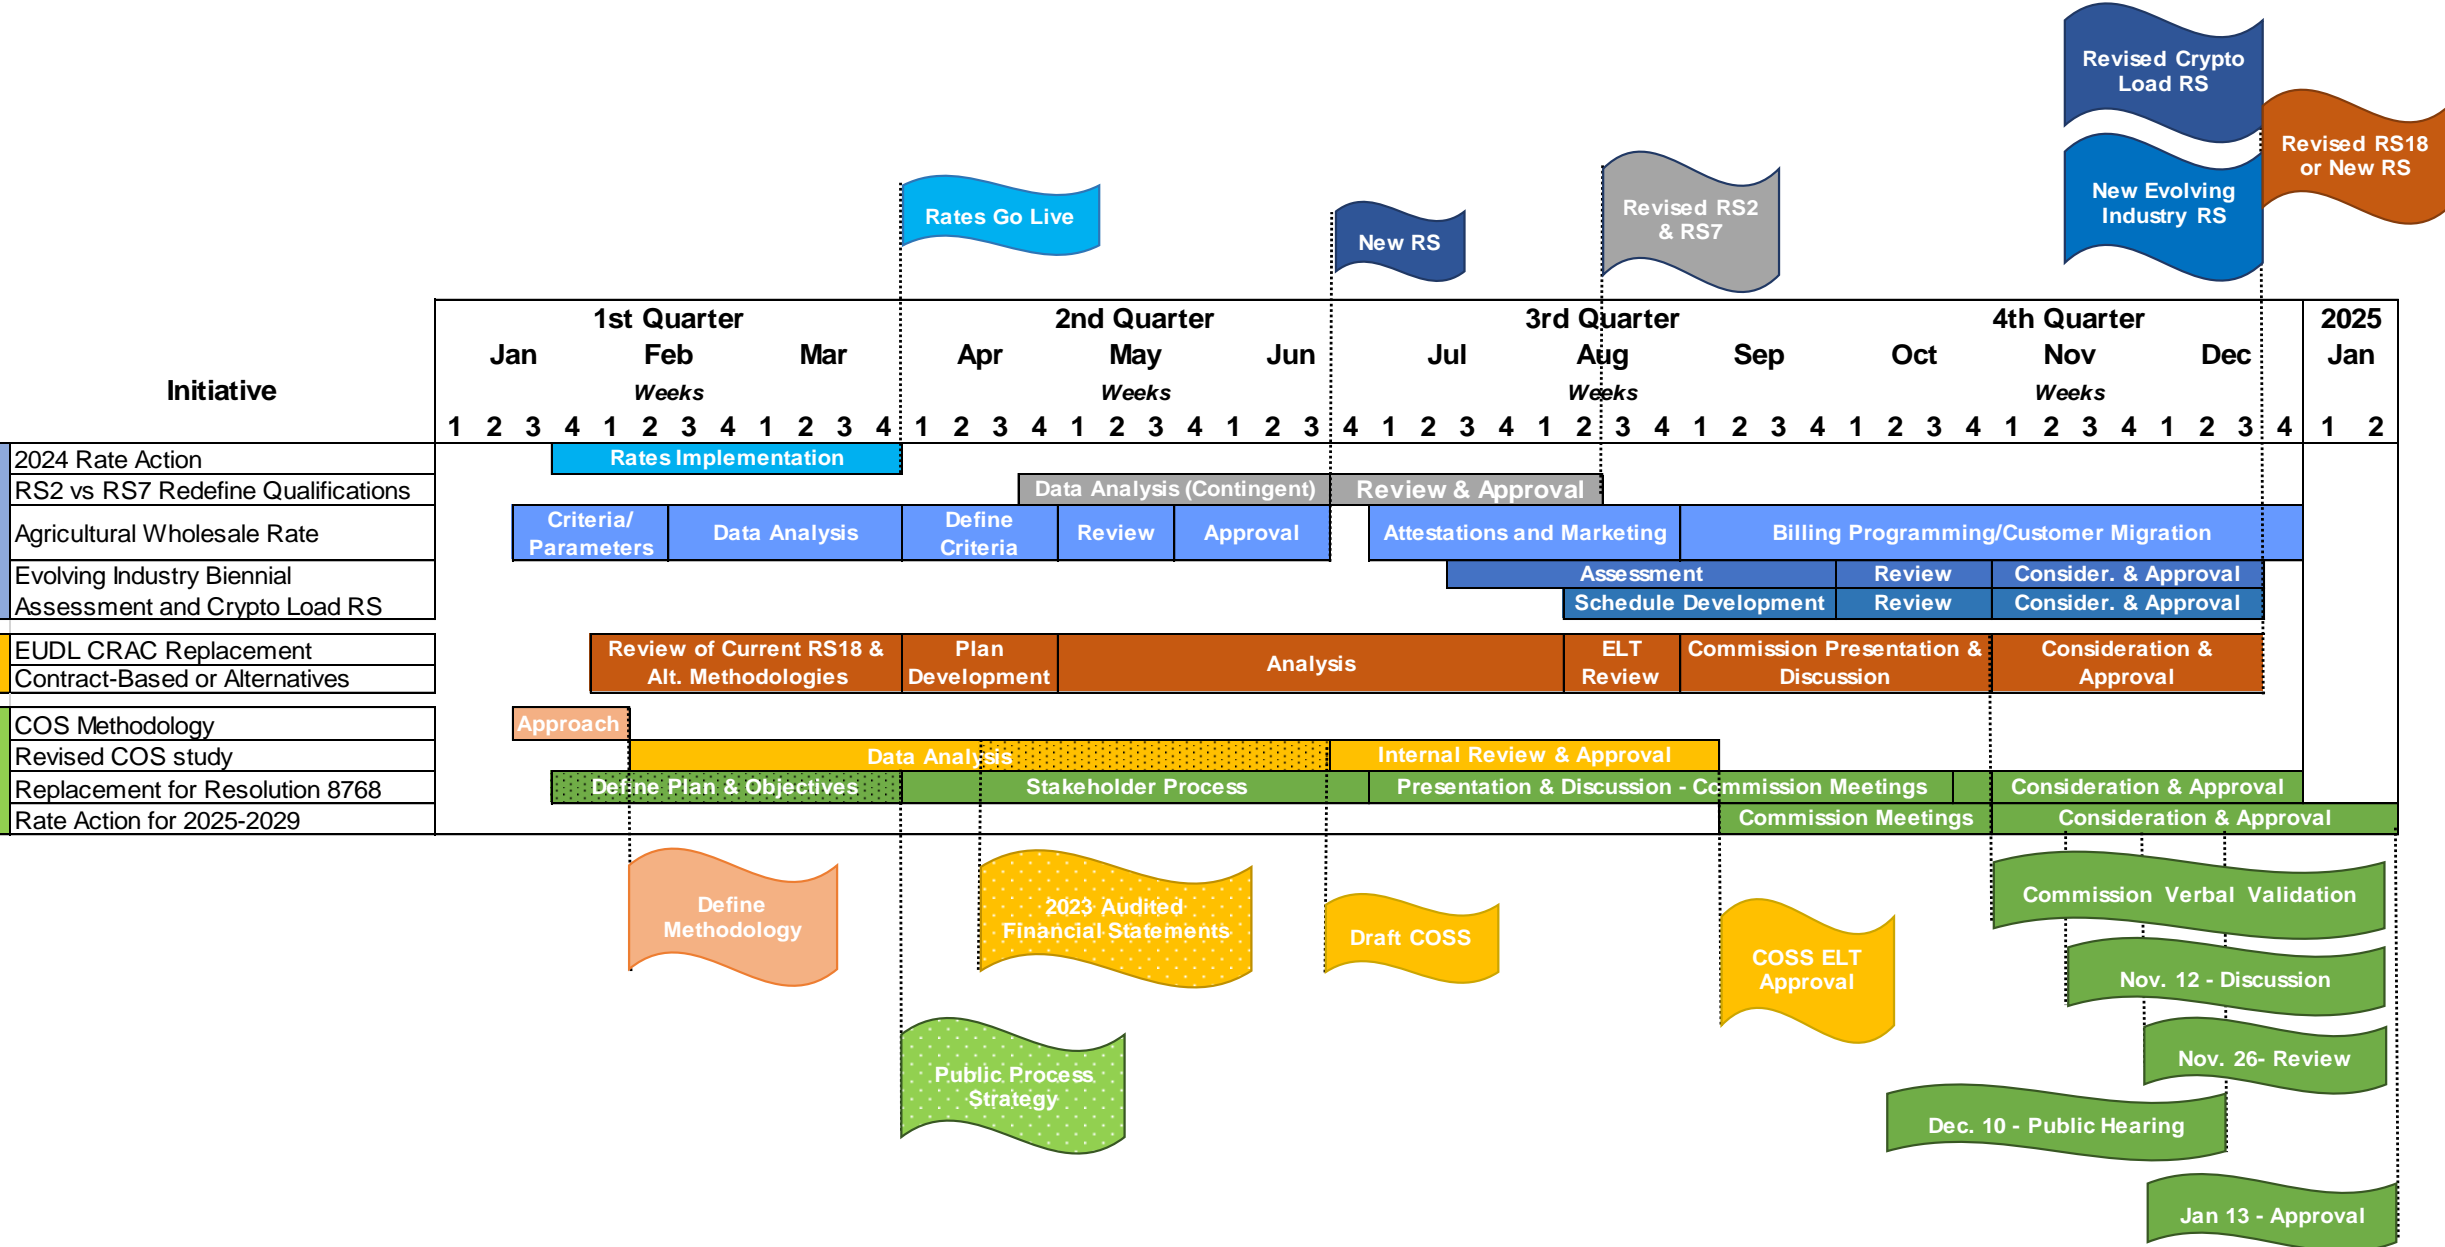 Revised Crypto
Load RS
Revised RS18
or New RS
New Evolving
Industry RS
Rates Go Live
New RS
Revised RS2
& RS7
1st Quarter 2nd Quarter 3rd Quarter 4th Quarter 2025
Jan Feb Mar Apr May Jun Jul Aug Sep Oct Nov Dec Jan
Initiative Weeks Weeks Weeks Weeks
1 2 3 4 1 2 3 4 1 2 3 4 1 2 3 4 1 2 3 4 1 2 3 4 1 2 3 4 1 2 3 4 1 2 3 4 1 2 3 4 1 2 3 4 1 2 3 4 1 2
2024 Rate Action Rates Implementation
RS2 vs RS7 Redefine Qualifications Data Analysis (Contingent) Review & Approval
Agricultural Wholesale Rate
Criteria/
Parameters
Data Analysis
Define
Criteria
Review
Approval
Attestations and Marketing
Billing Programming/Customer Migration
Evolving Industry Biennial Assessment Review Consider. & Approval
Assessment and Crypto Load RS Schedule Development Review Consider. & Approval
EUDL CRAC Replacement
Contract-Based or Alternatives
Review of Current RS18 &
Alt. Methodologies
Plan
Development
Analysis
ELT
Review
Commission Presentation &
Discussion
Consideration &
Approval
COS Methodology Approach
Revised COS study Data Analysis Internal Review & Approval
Replacement for Resolution 8768 Define Plan & Objectives Stakeholder Process Presentation & Discussion - Commission Meetings Consideration & Approval
Rate Action for 2025-2029 Commission Meetings Consideration & Approval
Define
Methodology
2023 Audited
Financial Statements
Draft COSS
COSS ELT
Approval
Commission Verbal Validation
Nov. 12 - Discussion
Nov. 26- Review
Public Process
Strategy
Dec. 10 - Public Hearing
Jan 13 - Approval